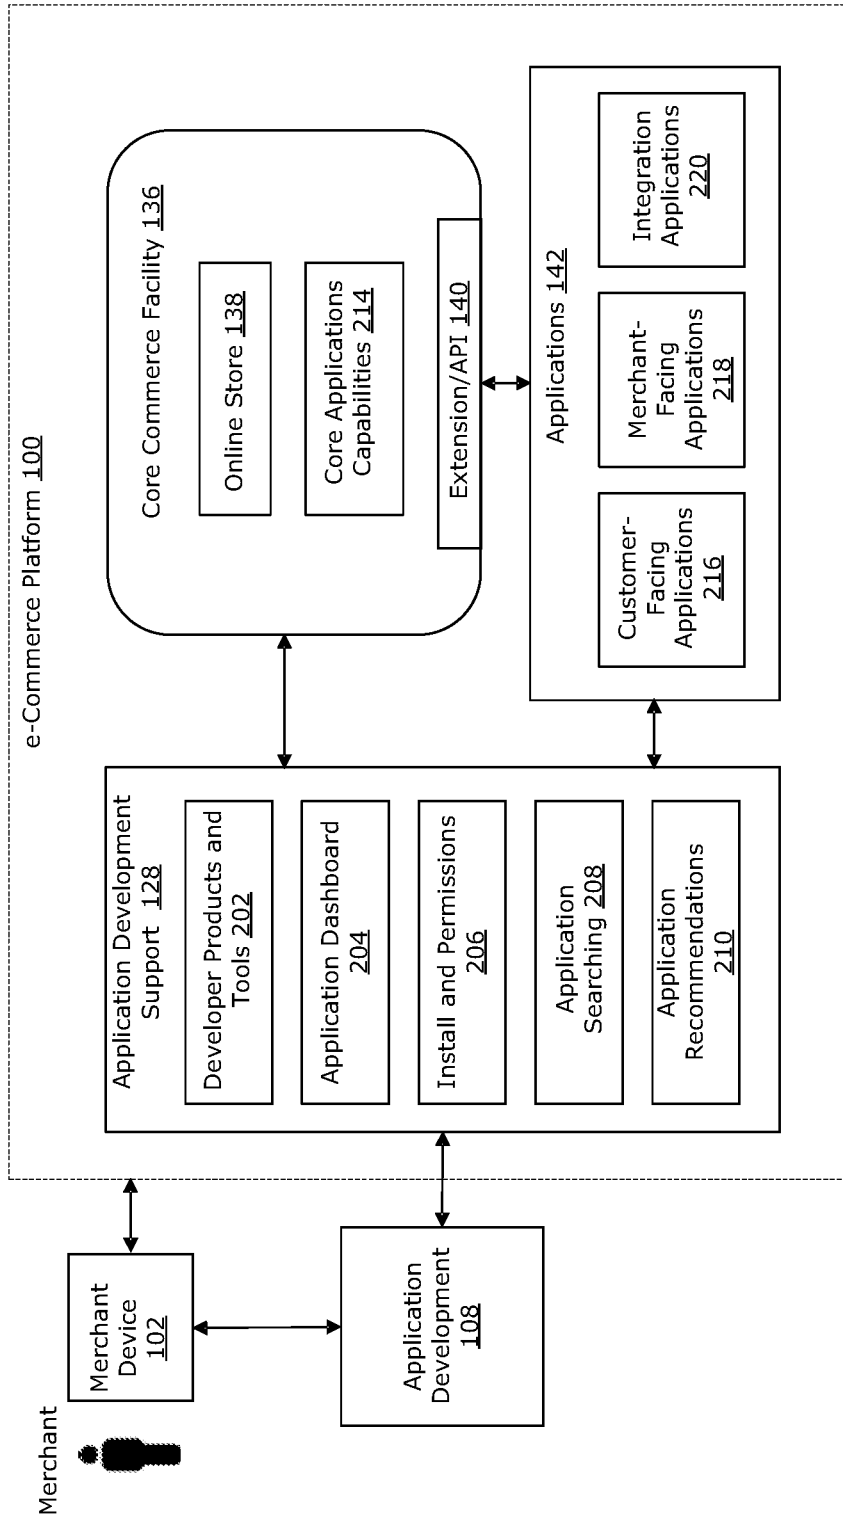 e-Commerce Platform 100
Merchant
Merchant
Device
102
Application
Development
108
Application Development
Support 128
Developer Products and
Tools 202
Application Dashboard
204
Install and Permissions
206
Application
Searching 208
Application
Recommendations
210
Core Commerce Facility 136
Online Store 138
Core Applications
Capabilities 214
Extension/API 140
Applications 142
Customer-
Facing
Applications
216
Merchant-
Facing
Applications
218
Integration
Applications
220